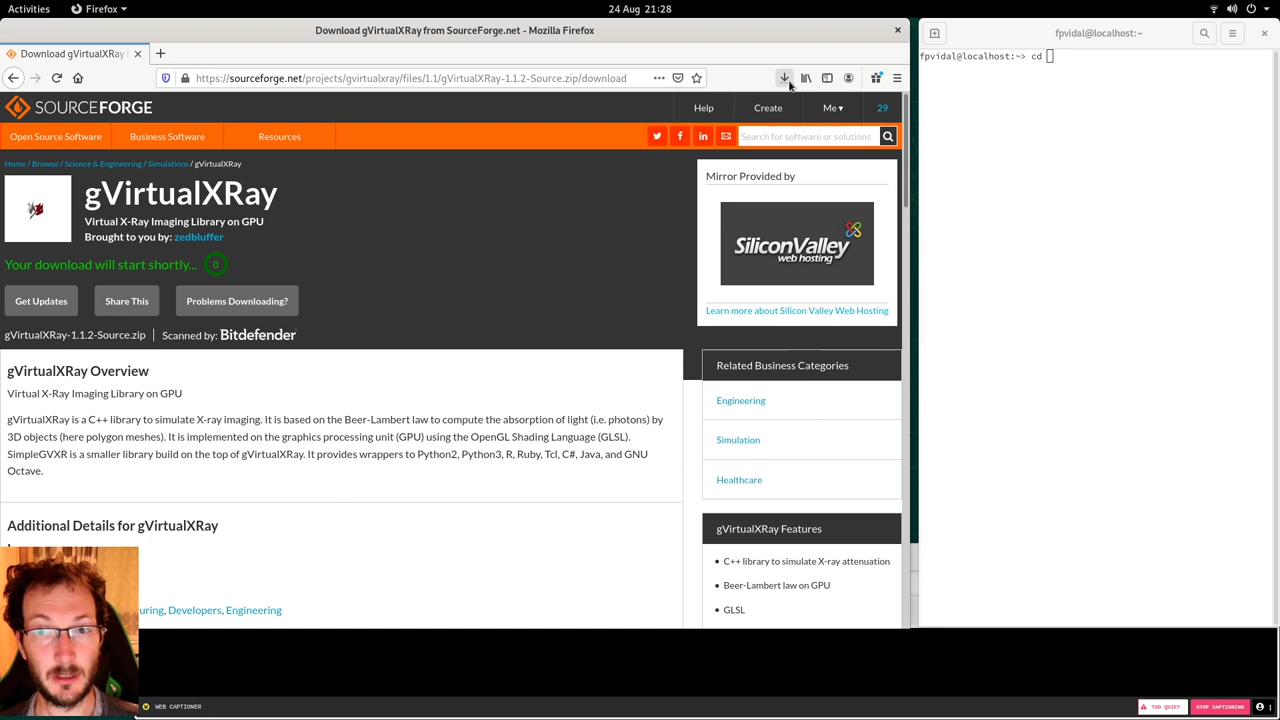 Activities
Firefox
24 Aug 21:28
Download gVirtualXRay from SourceForge.net - Mozilla Firefox
Download gVirtualXRay f
https://sourceforge.net/projects/gvirtualxray/files/1.1/gVirtualXRay-1.1.2-Source.zip/download
SOURCEFORGE
Help
Create
Me
29
Open Source Software
Business Software
Resources
Search for software or solutions
Home / Browse / Science & Engineering / Simulations / gVirtualXRay
gVirtualXRay
Virtual X-Ray Imaging Library on GPU
Brought to you by: zedbluffer
Your download will start shortly... 0
Get Updates
Share This
Problems Downloading?
gVirtualXRay-1.1.2-Source.zip
Scanned by: Bitdefender
Mirror Provided by
SiliconValley
web hosting
Learn more about Silicon Valley Web Hosting
gVirtualXRay Overview
Virtual X-Ray Imaging Library on GPU
gVirtualXRay is a C++ library to simulate X-ray imaging. It is based on the Beer-Lambert law to compute the absorption of light (i.e. photons) by
3D objects (here polygon meshes). It is implemented on the graphics processing unit (GPU) using the OpenGL Shading Language (GLSL).
SimpleGVXR is a smaller library build on the top of gVirtualXRay. It provides wrappers to Python2, Python3, R, Ruby, Tcl, C#, Java, and GNU
Octave.
Additional Details for gVirtualXRay
uring, Developers, Engineering
Related Business Categories
Engineering
Simulation
Healthcare
gVirtualXRay Features
• C++ library to simulate X-ray attenuation
• Beer-Lambert law on GPU
• GLSL
fpvidal@localhost:~
fpvidal@localhost:~> cd
WEB CAPTIONER
TOO QUIET
STOP CAPTIONING